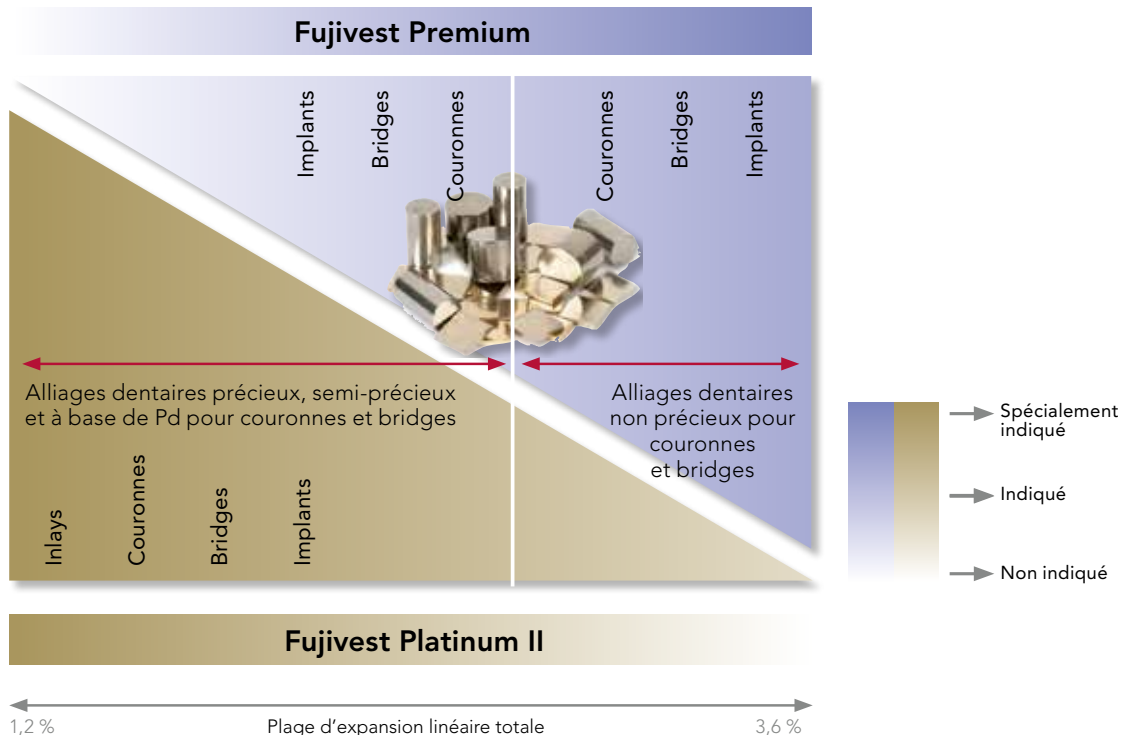 Fujivest Premium
Implants
Bridges
Couronnes
Couronnes
Bridges
Implants
Alliages dentaires précieux, semi-précieux
et à base de Pd pour couronnes et bridges
Alliages dentaires
non précieux pour
couronnes
et bridges
Inlays
Couronnes
Bridges
Implants
Spécialement
indiqué
Indiqué
Non indiqué
Fujivest Platinum II
1,2 % Plage d'expansion linéaire totale 3,6 %